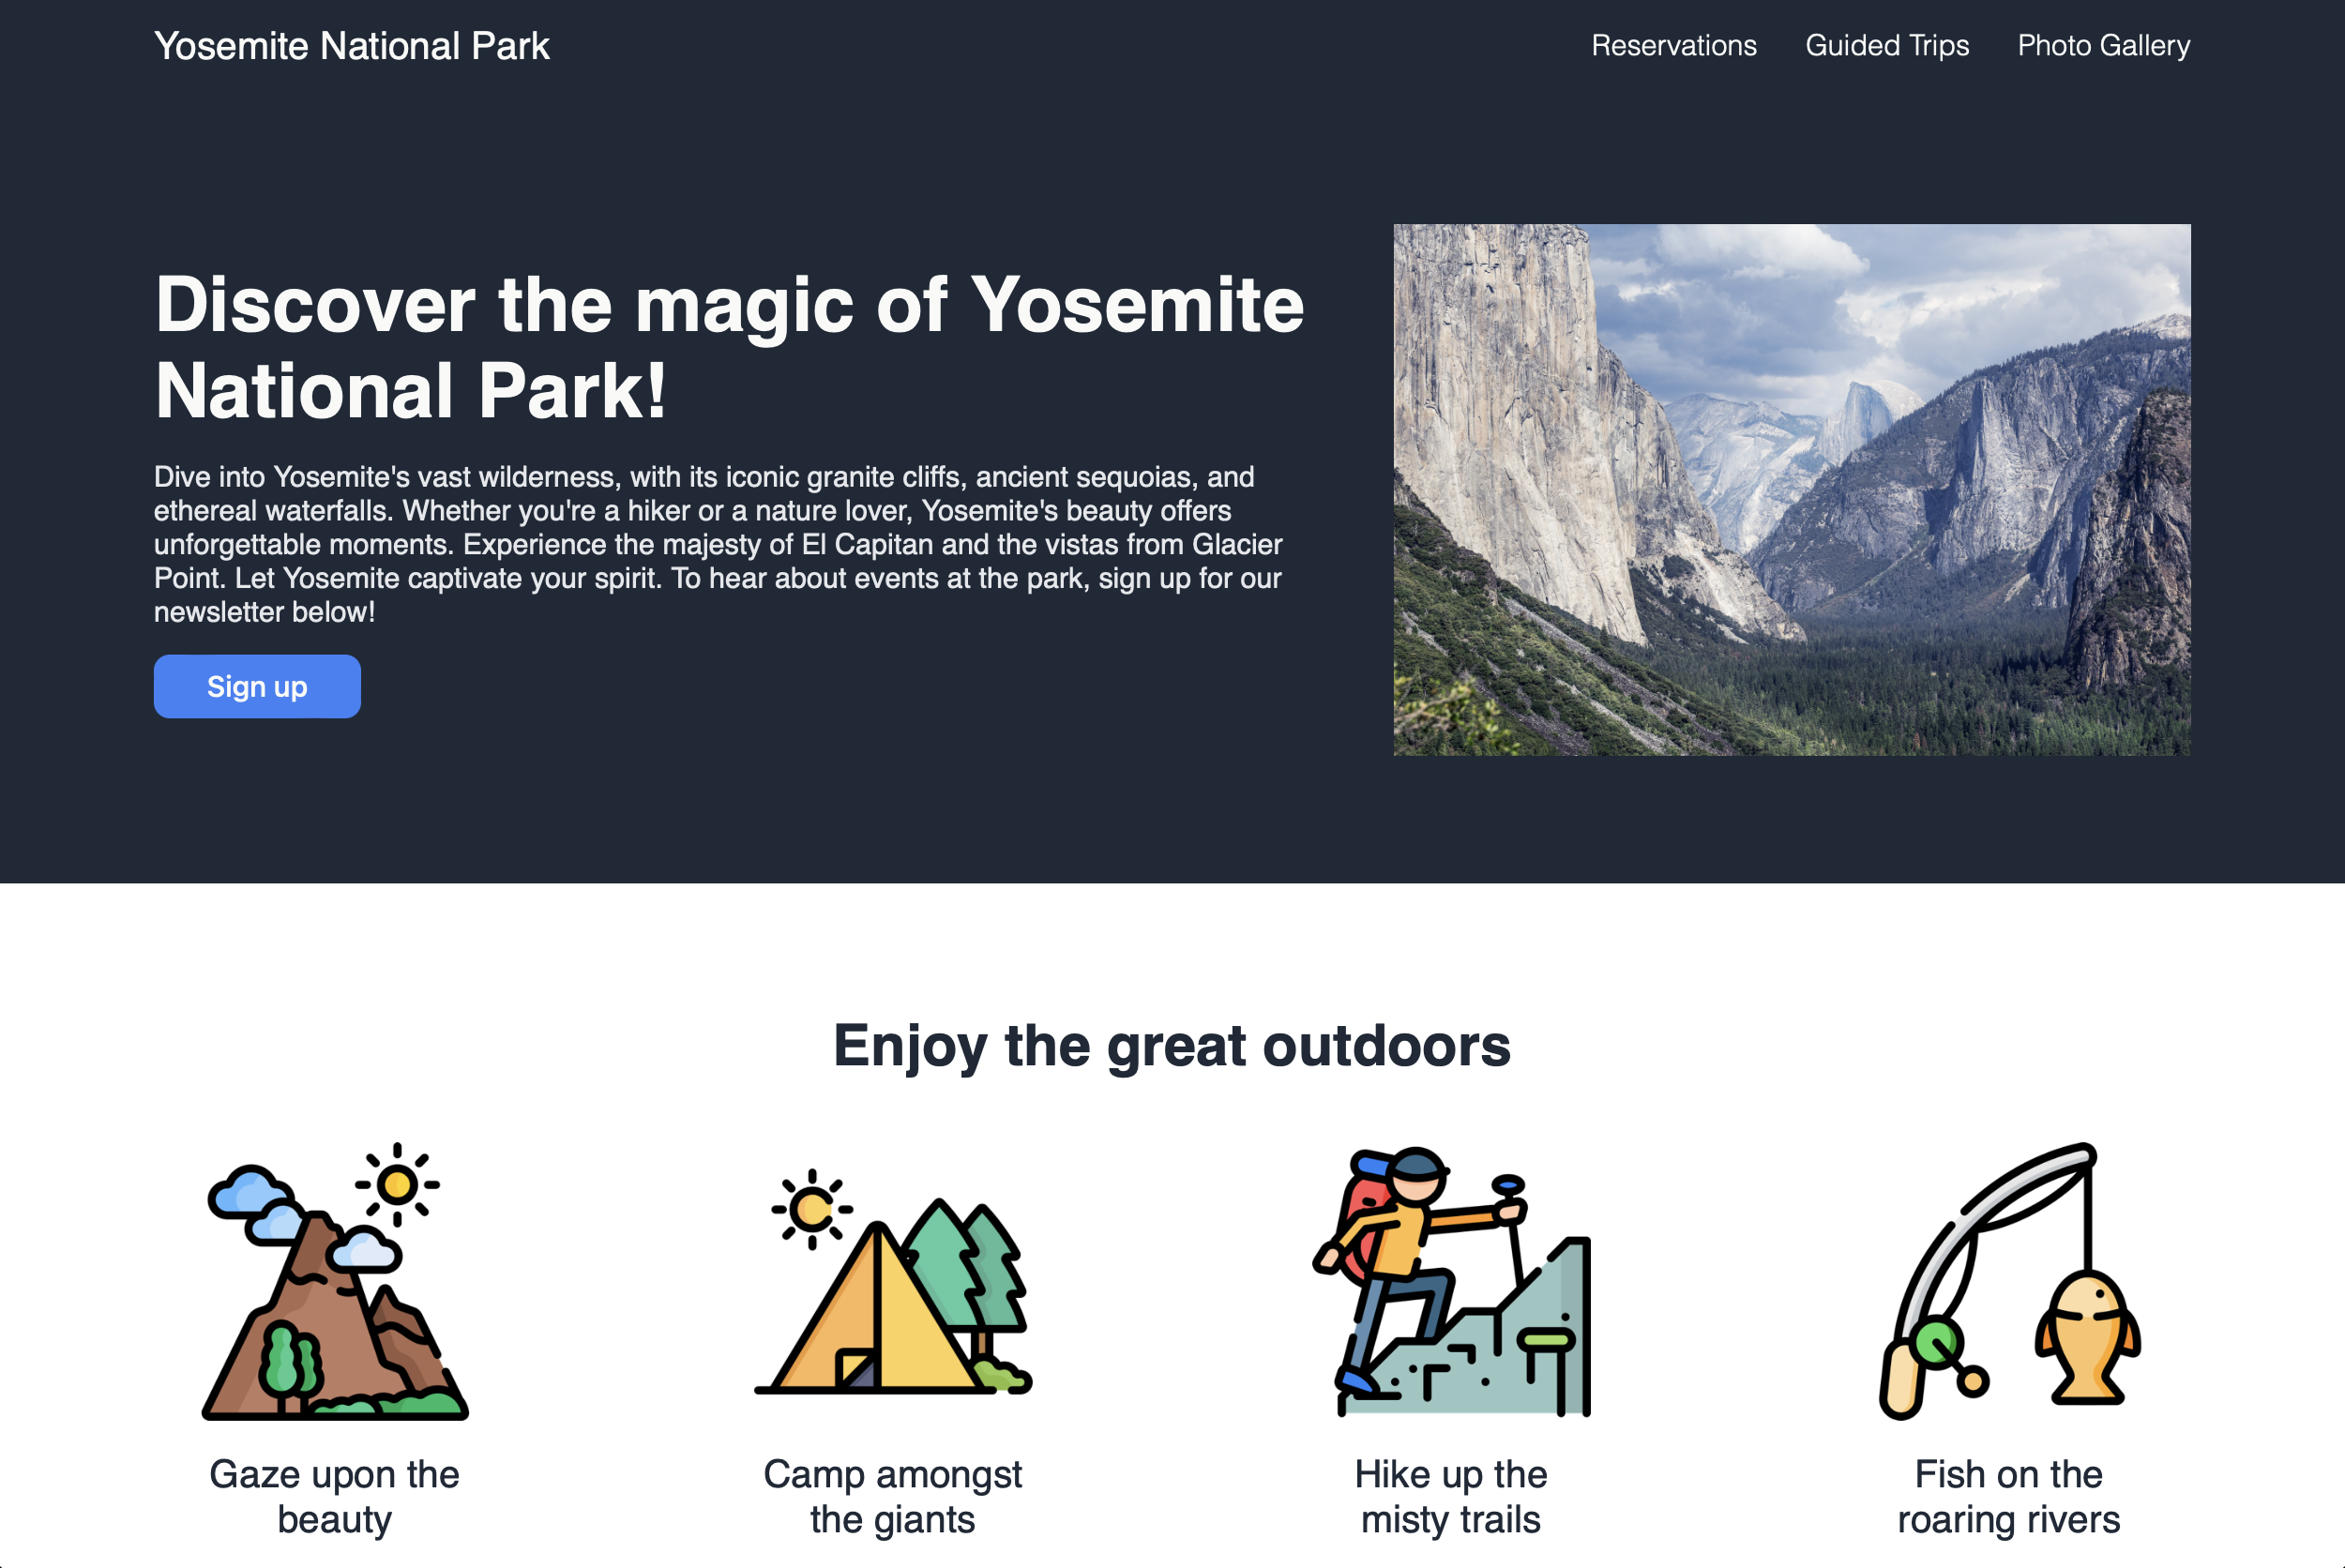 Yosemite National Park
Reservations
Guided Trips
Photo Gallery
Discover the magic of Yosemite
National Park!
Dive into Yosemite's vast wilderness, with its iconic granite cliffs, ancient sequoias, and
ethereal waterfalls. Whether you're a hiker or a nature lover, Yosemite's beauty offers
unforgettable moments. Experience the majesty of El Capitan and the vistas from Glacier
Point. Let Yosemite captivate your spirit. To hear about events at the park, sign up for our
newsletter below!
Sign up
Enjoy the great outdoors
Gaze upon the
beauty
Camp amongst
the giants
Hike up the
misty trails
Fish on the
roaring rivers